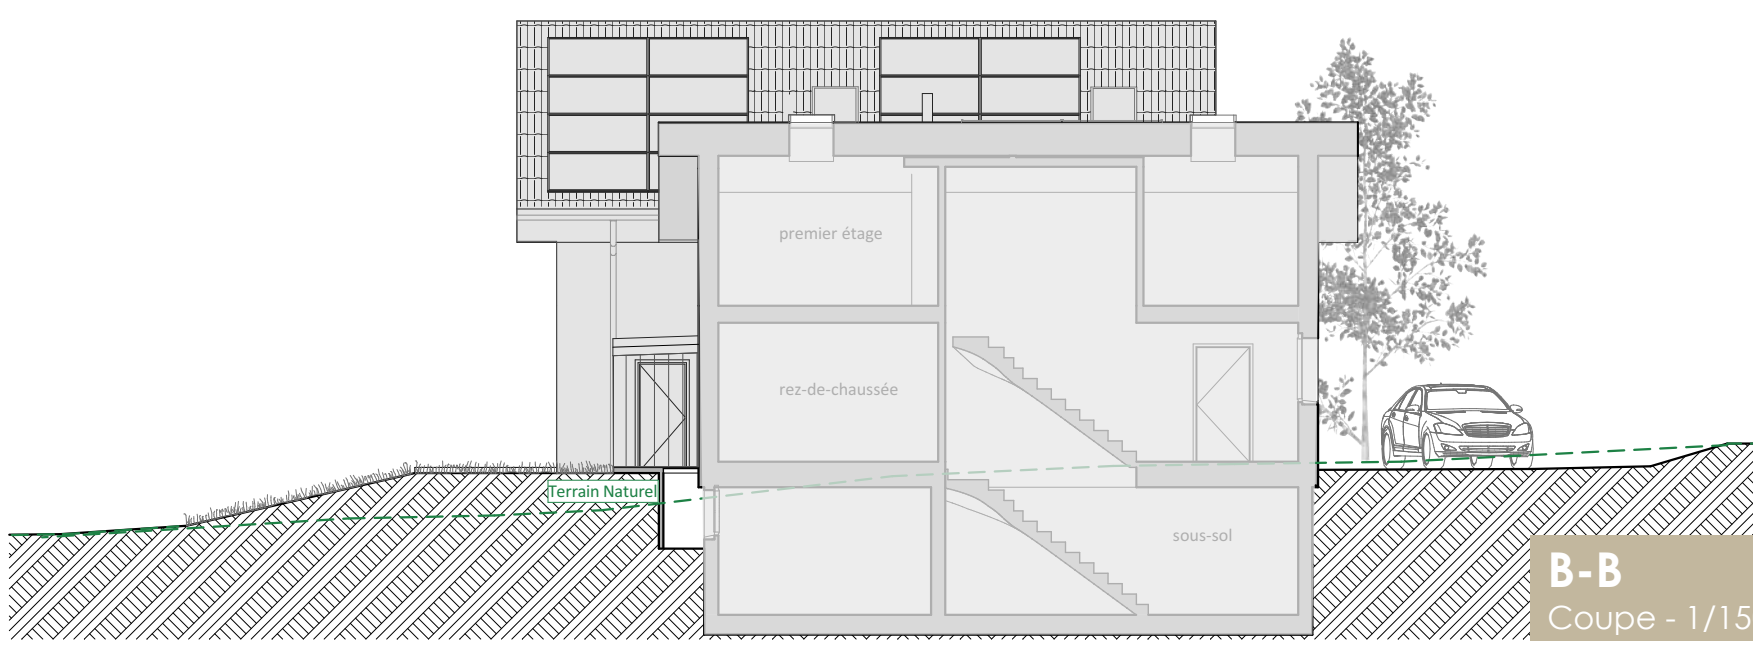 premier étage
rez-de-chaussée
Terrain Naturel
sous-sol
B-B
Coupe - 1/15